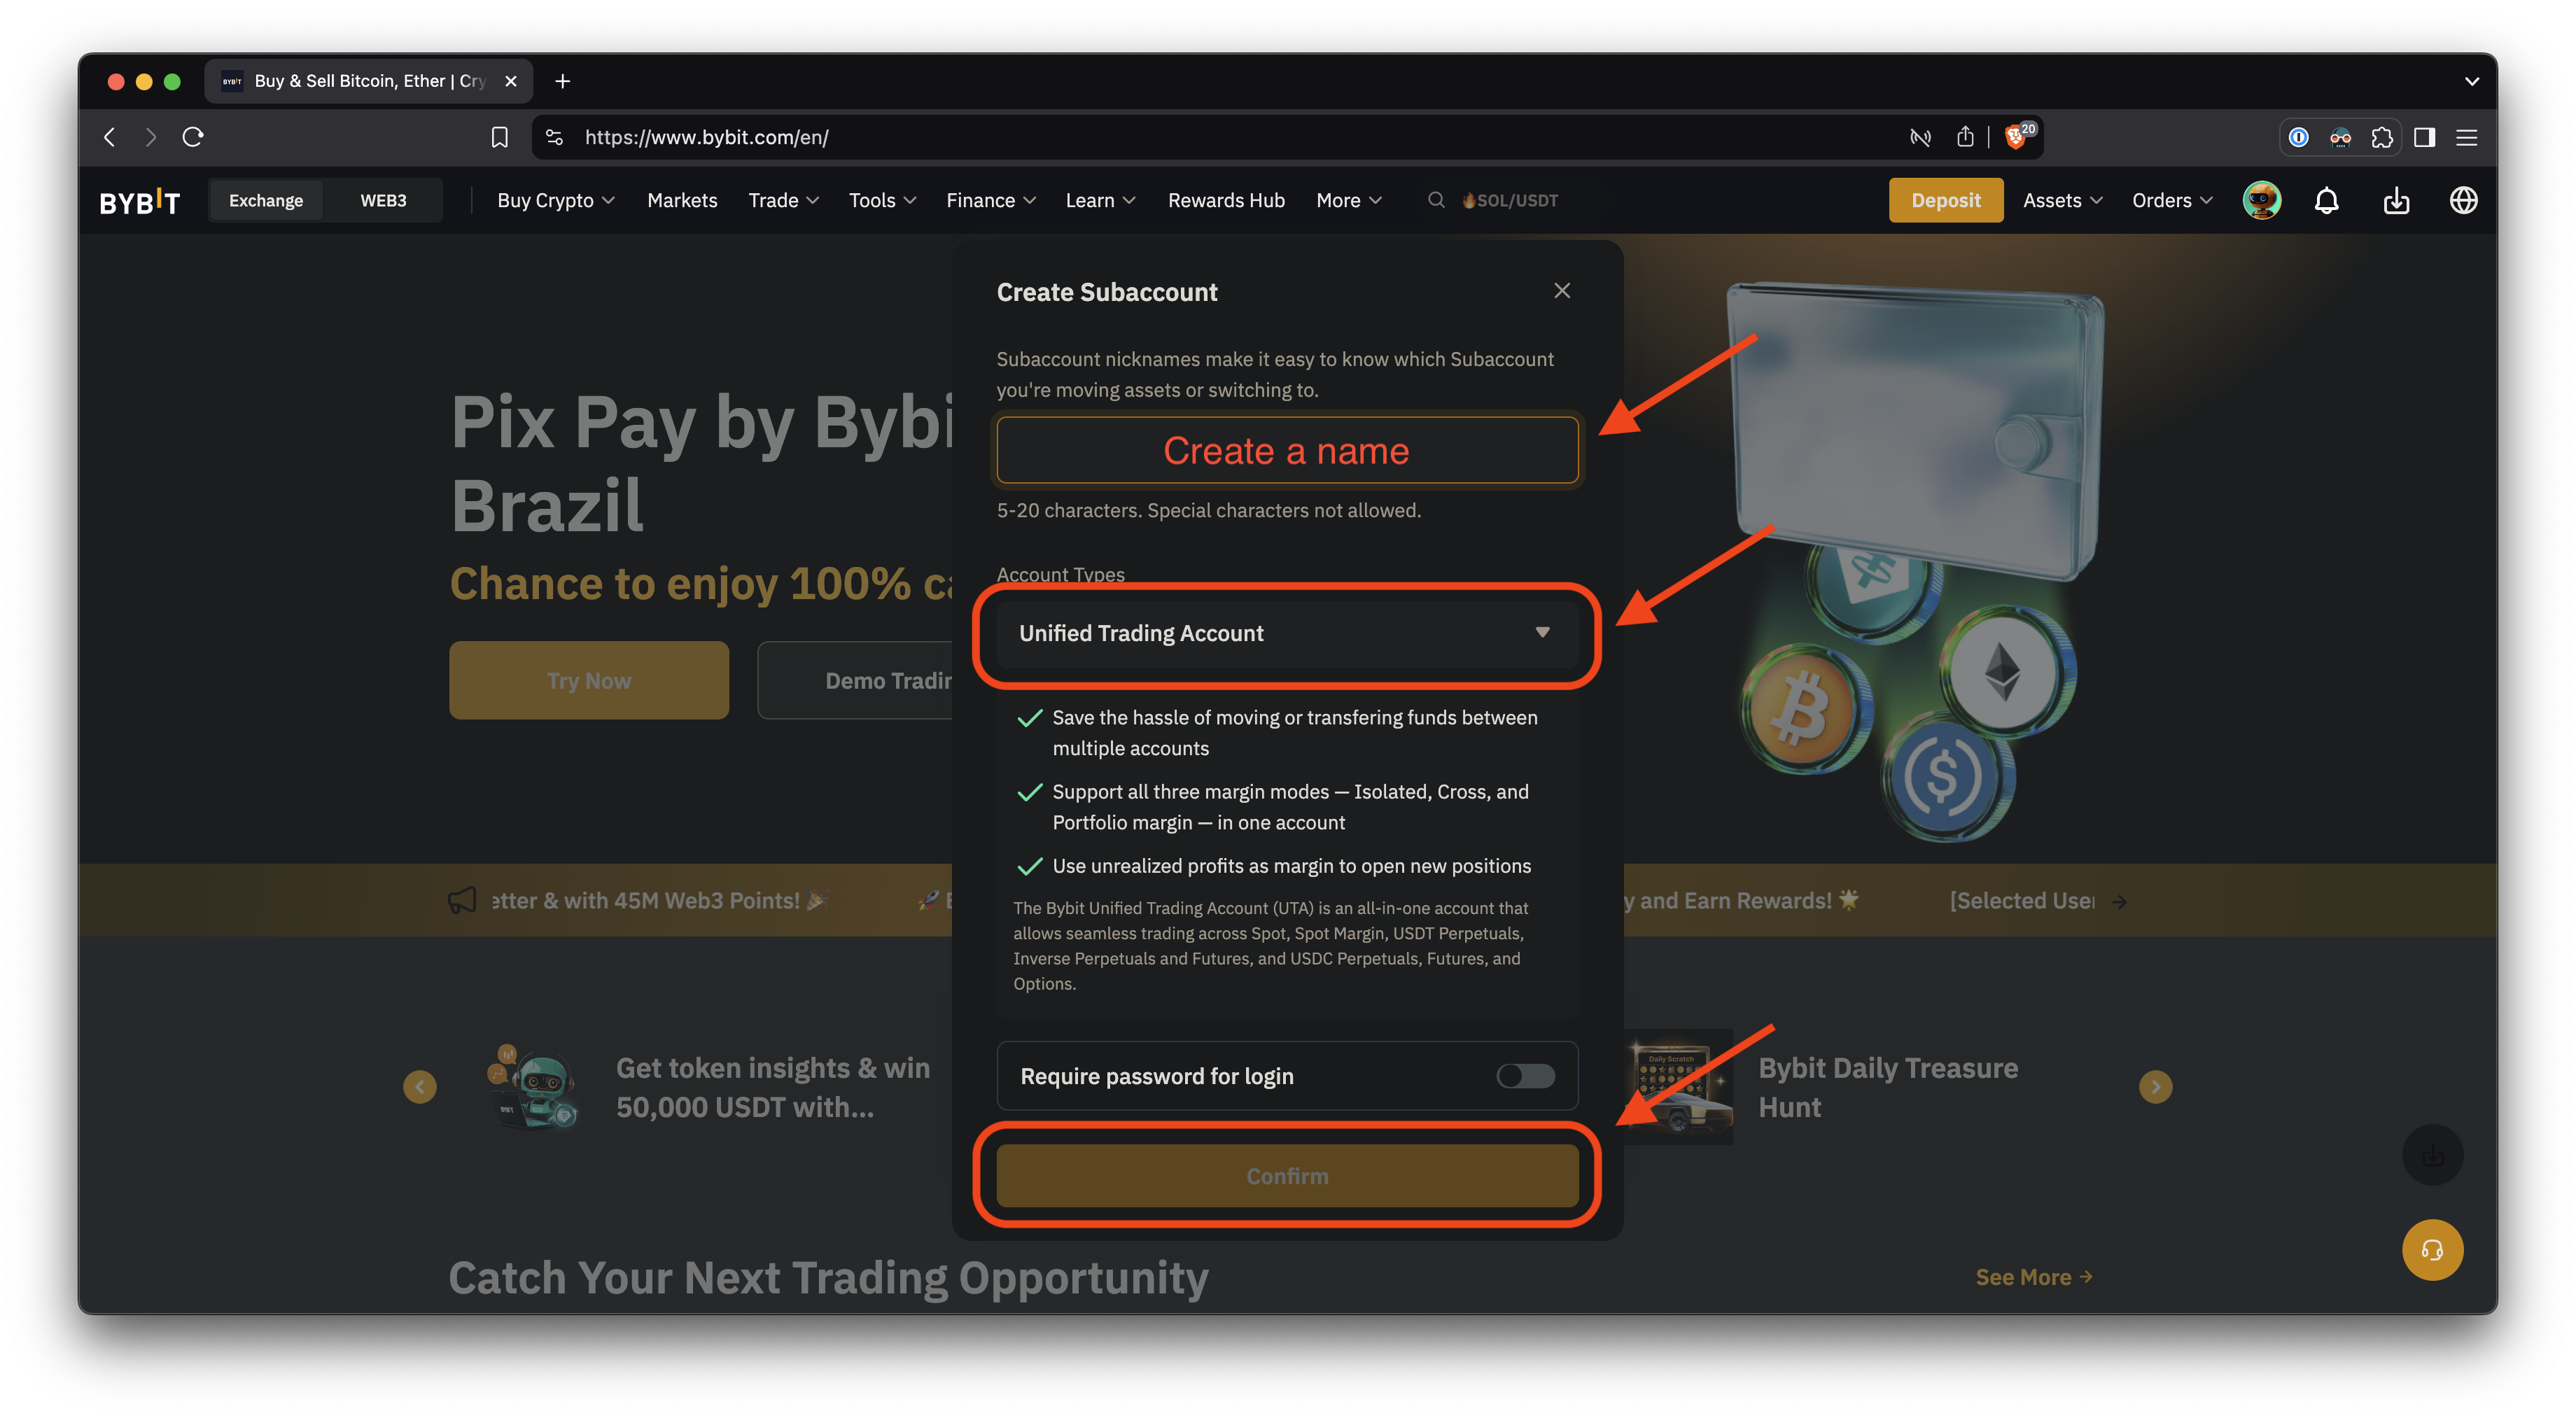 BYBIT
Buy & Sell Bitcoin, Ether | Cry
https://www.bybit.com/en/
20
BYBIT
Exchange
WEB3
Buy Crypto
Markets
Trade
Tools
Finance
Learn
Rewards Hub
More
SOL/USDT
Deposit
Assets
Orders
Pix Pay by Bybi
Brazil
Chance to enjoy 100% ca
Try Now
Demo Tradin
Create Subaccount
Subaccount nicknames make it easy to know which Subaccount
you're moving assets or switching to.
Create a name
5-20 characters. Special characters not allowed.
Account Types
Unified Trading Account
Save the hassle of moving or transfering funds between
multiple accounts
Support all three margin modes — Isolated, Cross, and
Portfolio margin — in one account
Use unrealized profits as margin to open new positions
The Bybit Unified Trading Account (UTA) is an all-in-one account that
allows seamless trading across Spot, Spot Margin, USDT Perpetuals,
Inverse Perpetuals and Futures, and USDC Perpetuals, Futures, and
Options.
Require password for login
Confirm
etter & with 45M Web3 Points! 🎉
🚀 E
y and Earn Rewards! 🌟
[Selected User
Get token insights & win
50,000 USDT with...
Daily Scratch
Bybit Daily Treasure
Hunt
Catch Your Next Trading Opportunity
See More